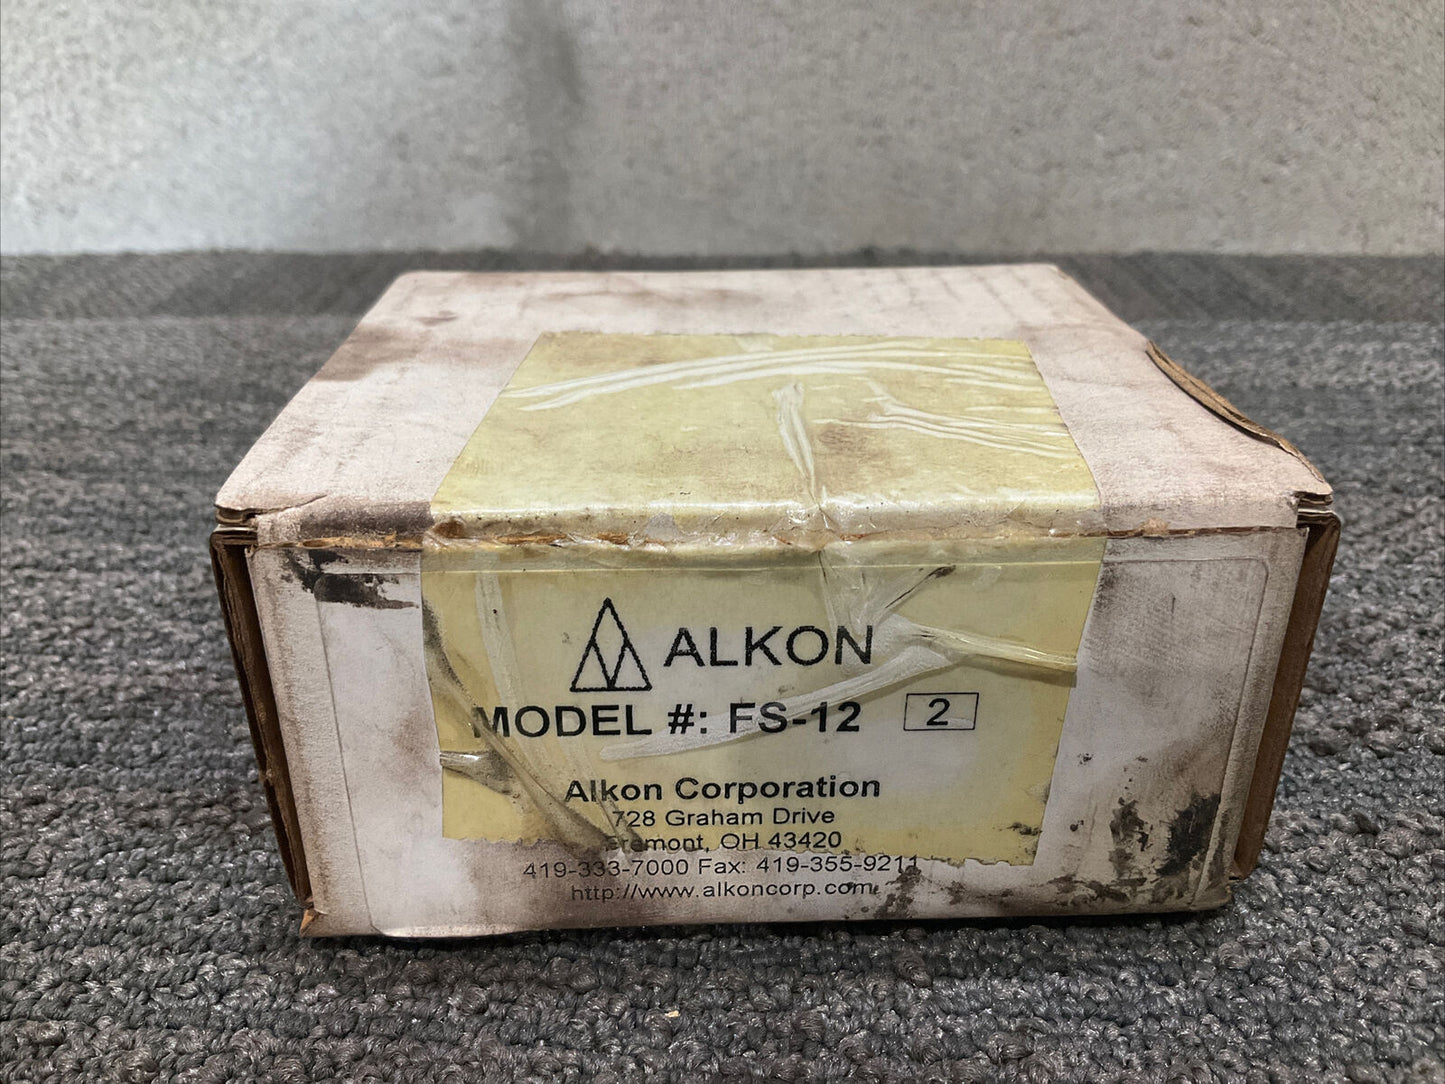 ALKON
MODEL #: FS-12 2
Alkon Corporation
728 Graham Drive
Fremont, OH 43420
419-333-7000 Fax: 419-355-9211
http://www.alkoncorp.com